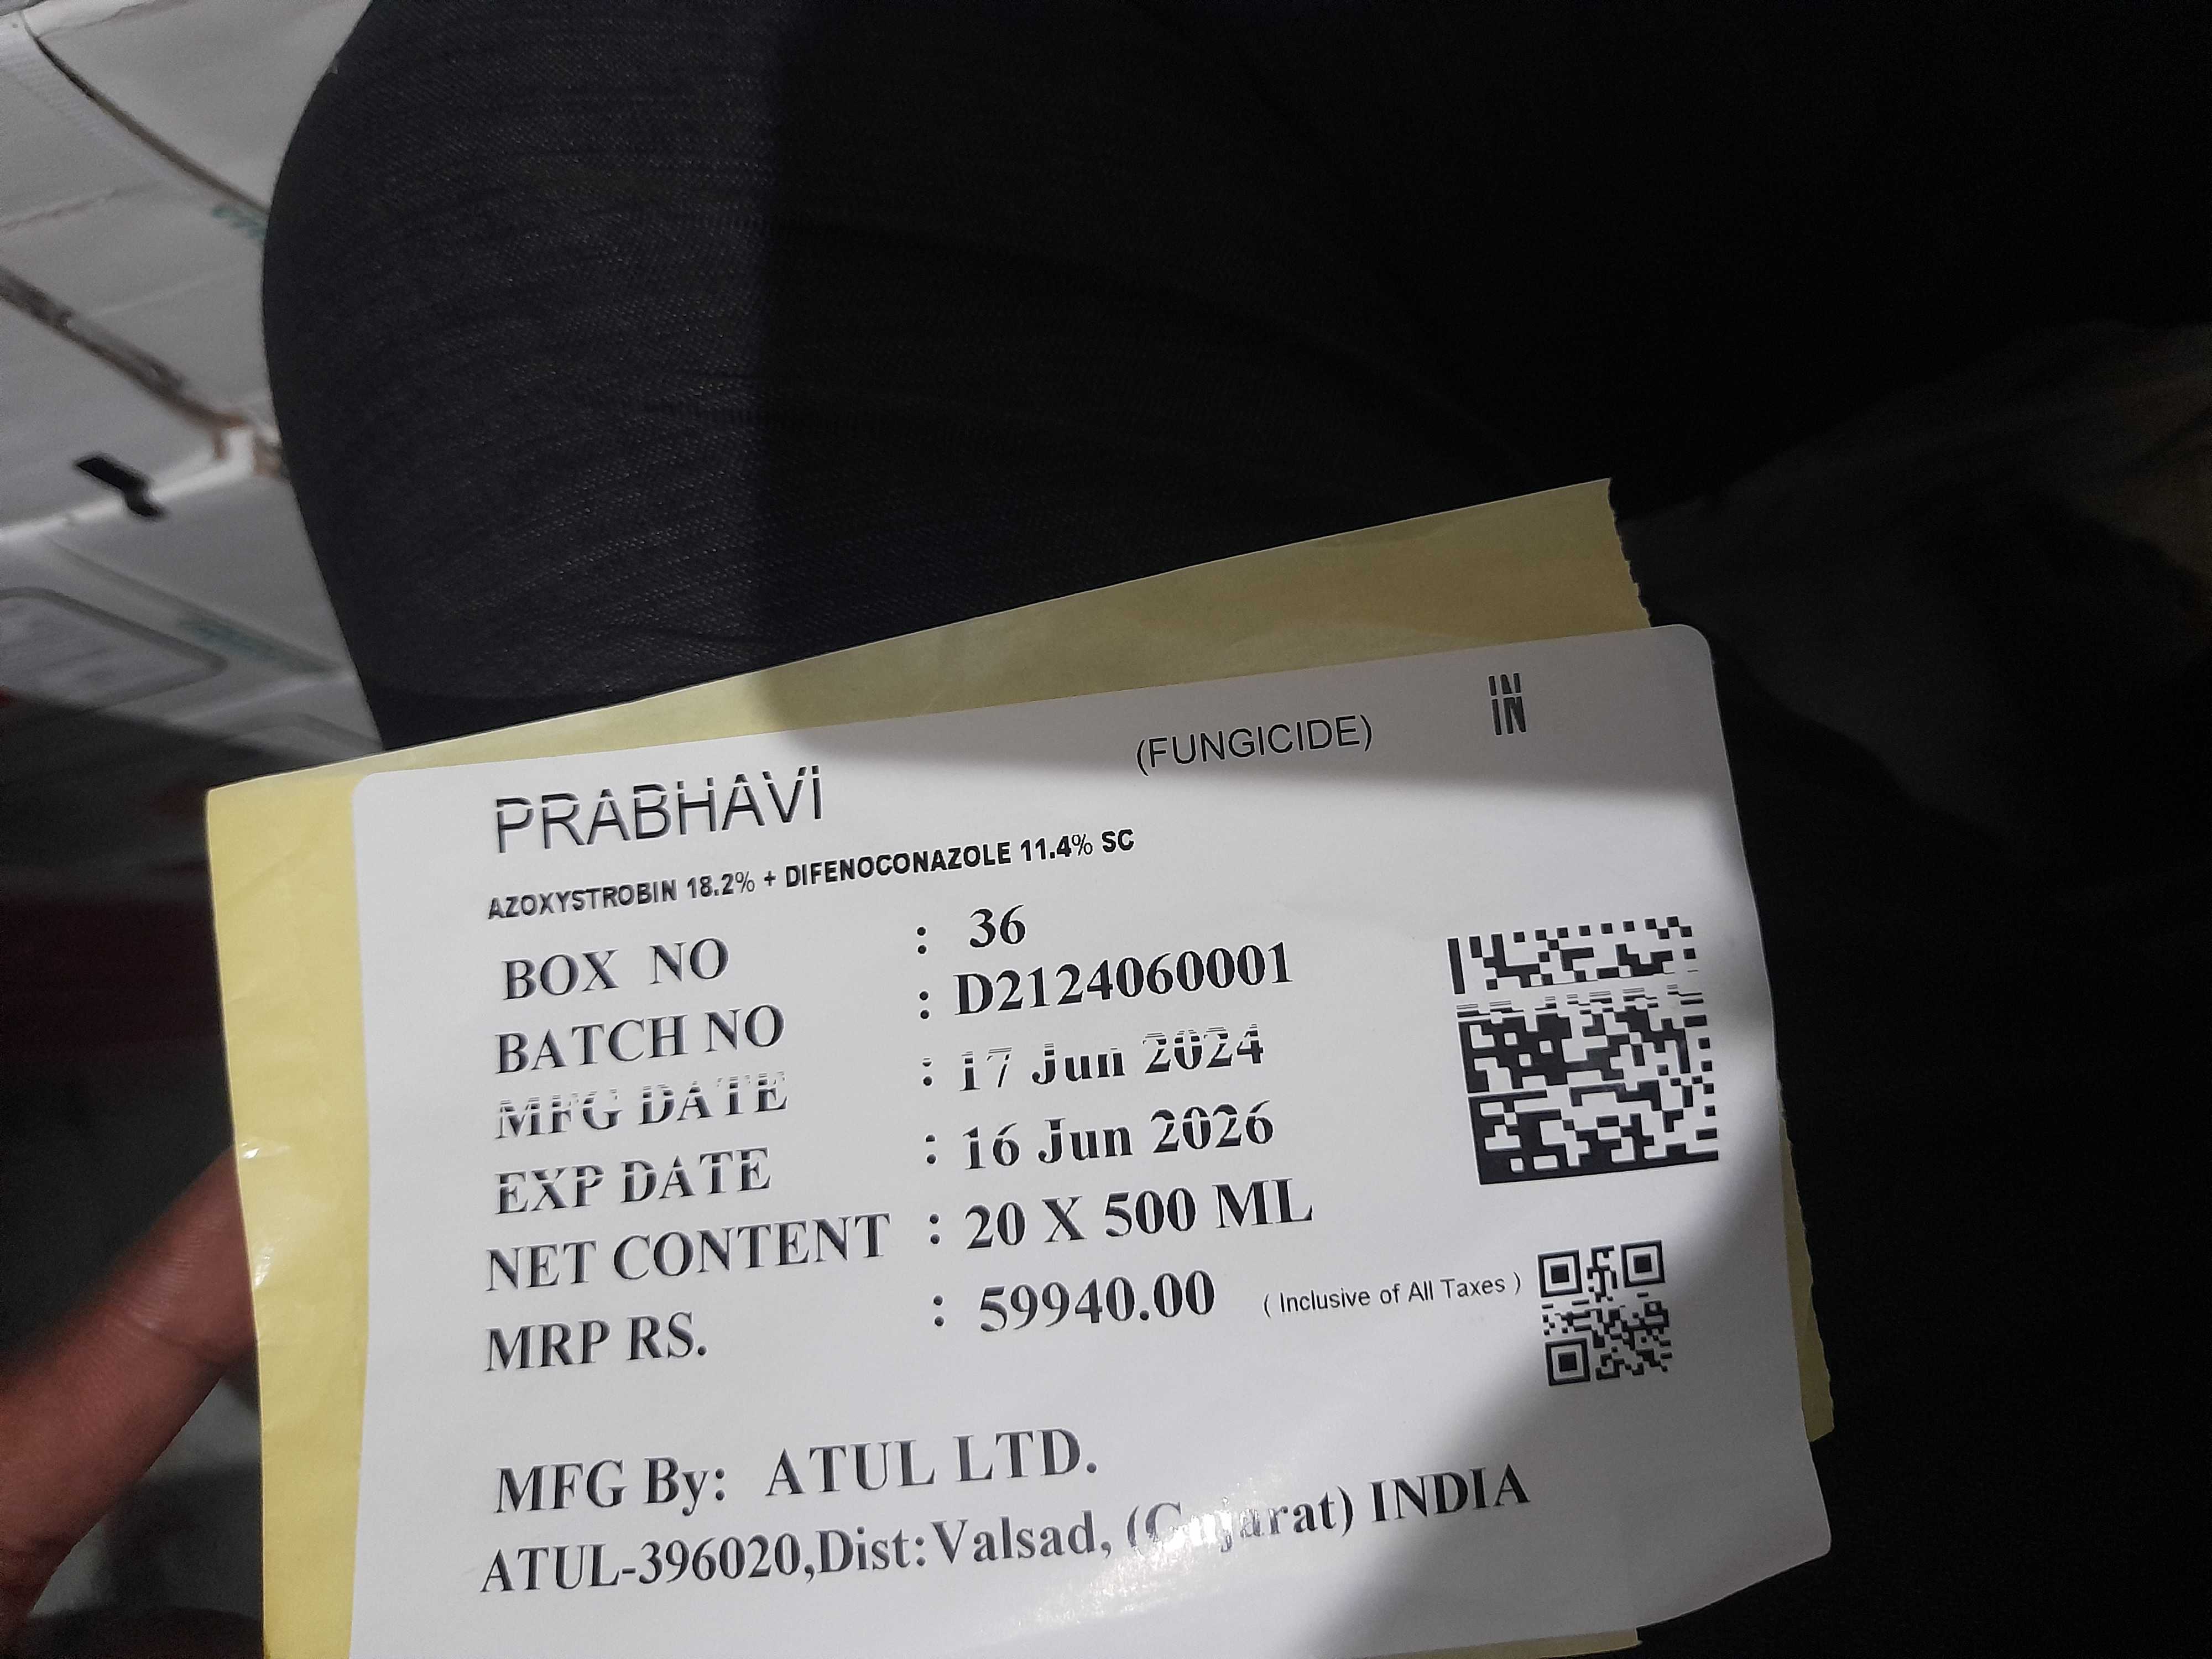 PRABHAVI (FUNGICIDE) IN
AZOXYSTROBIN 18.2% + DIFENOCONAZOLE 11.4% SC
BOX NO : 36
BATCH NO : D2124060001
MFG DATE : 17 Jun 2024
EXP DATE : 16 Jun 2026
NET CONTENT : 20 X 500 ML
MRP RS. : 59940.00 ( Inclusive of All Taxes )
MFG By: ATUL LTD.
ATUL-396020,Dist:Valsad, (Gujarat) INDIA